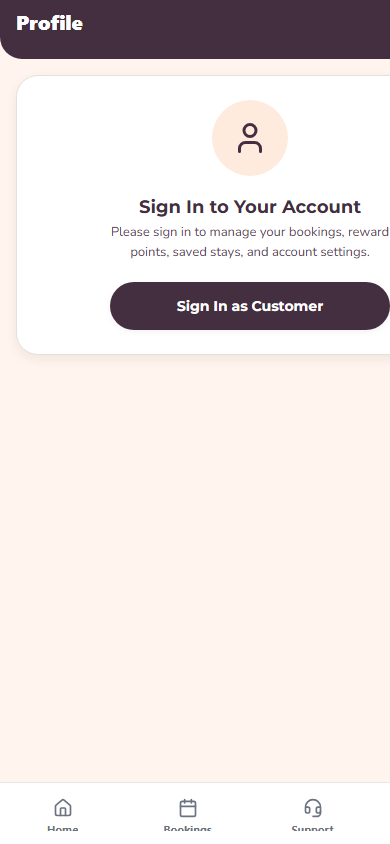 Profile
Sign In to Your Account
Please sign in to manage your bookings, reward
points, saved stays, and account settings.
Sign In as Customer
Home
Bookings
Support